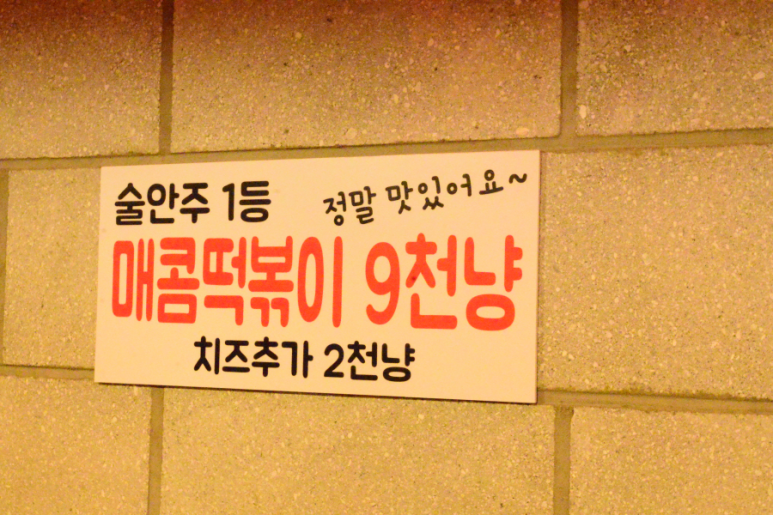 술안주 1등 정말 맛있어요~
매콤떡볶이 9천냥
치즈추가 2천냥